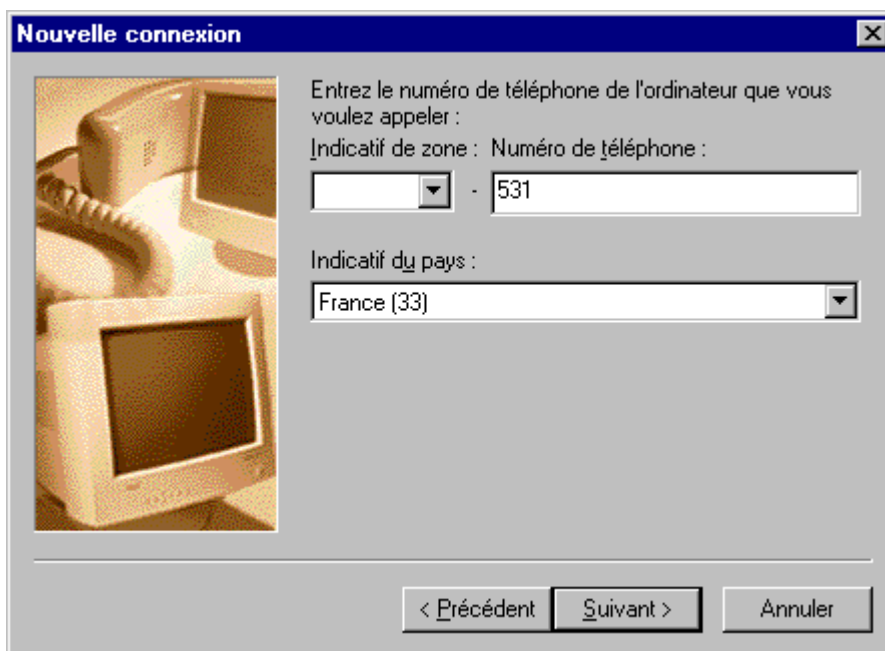 Nouvelle connexion
Entrez le numéro de téléphone de l'ordinateur que vous
voulez appeler :
Indicatif de zone : Numéro de téléphone :
- 531
Indicatif du pays :
France (33)
< Précédent Suivant > Annuler